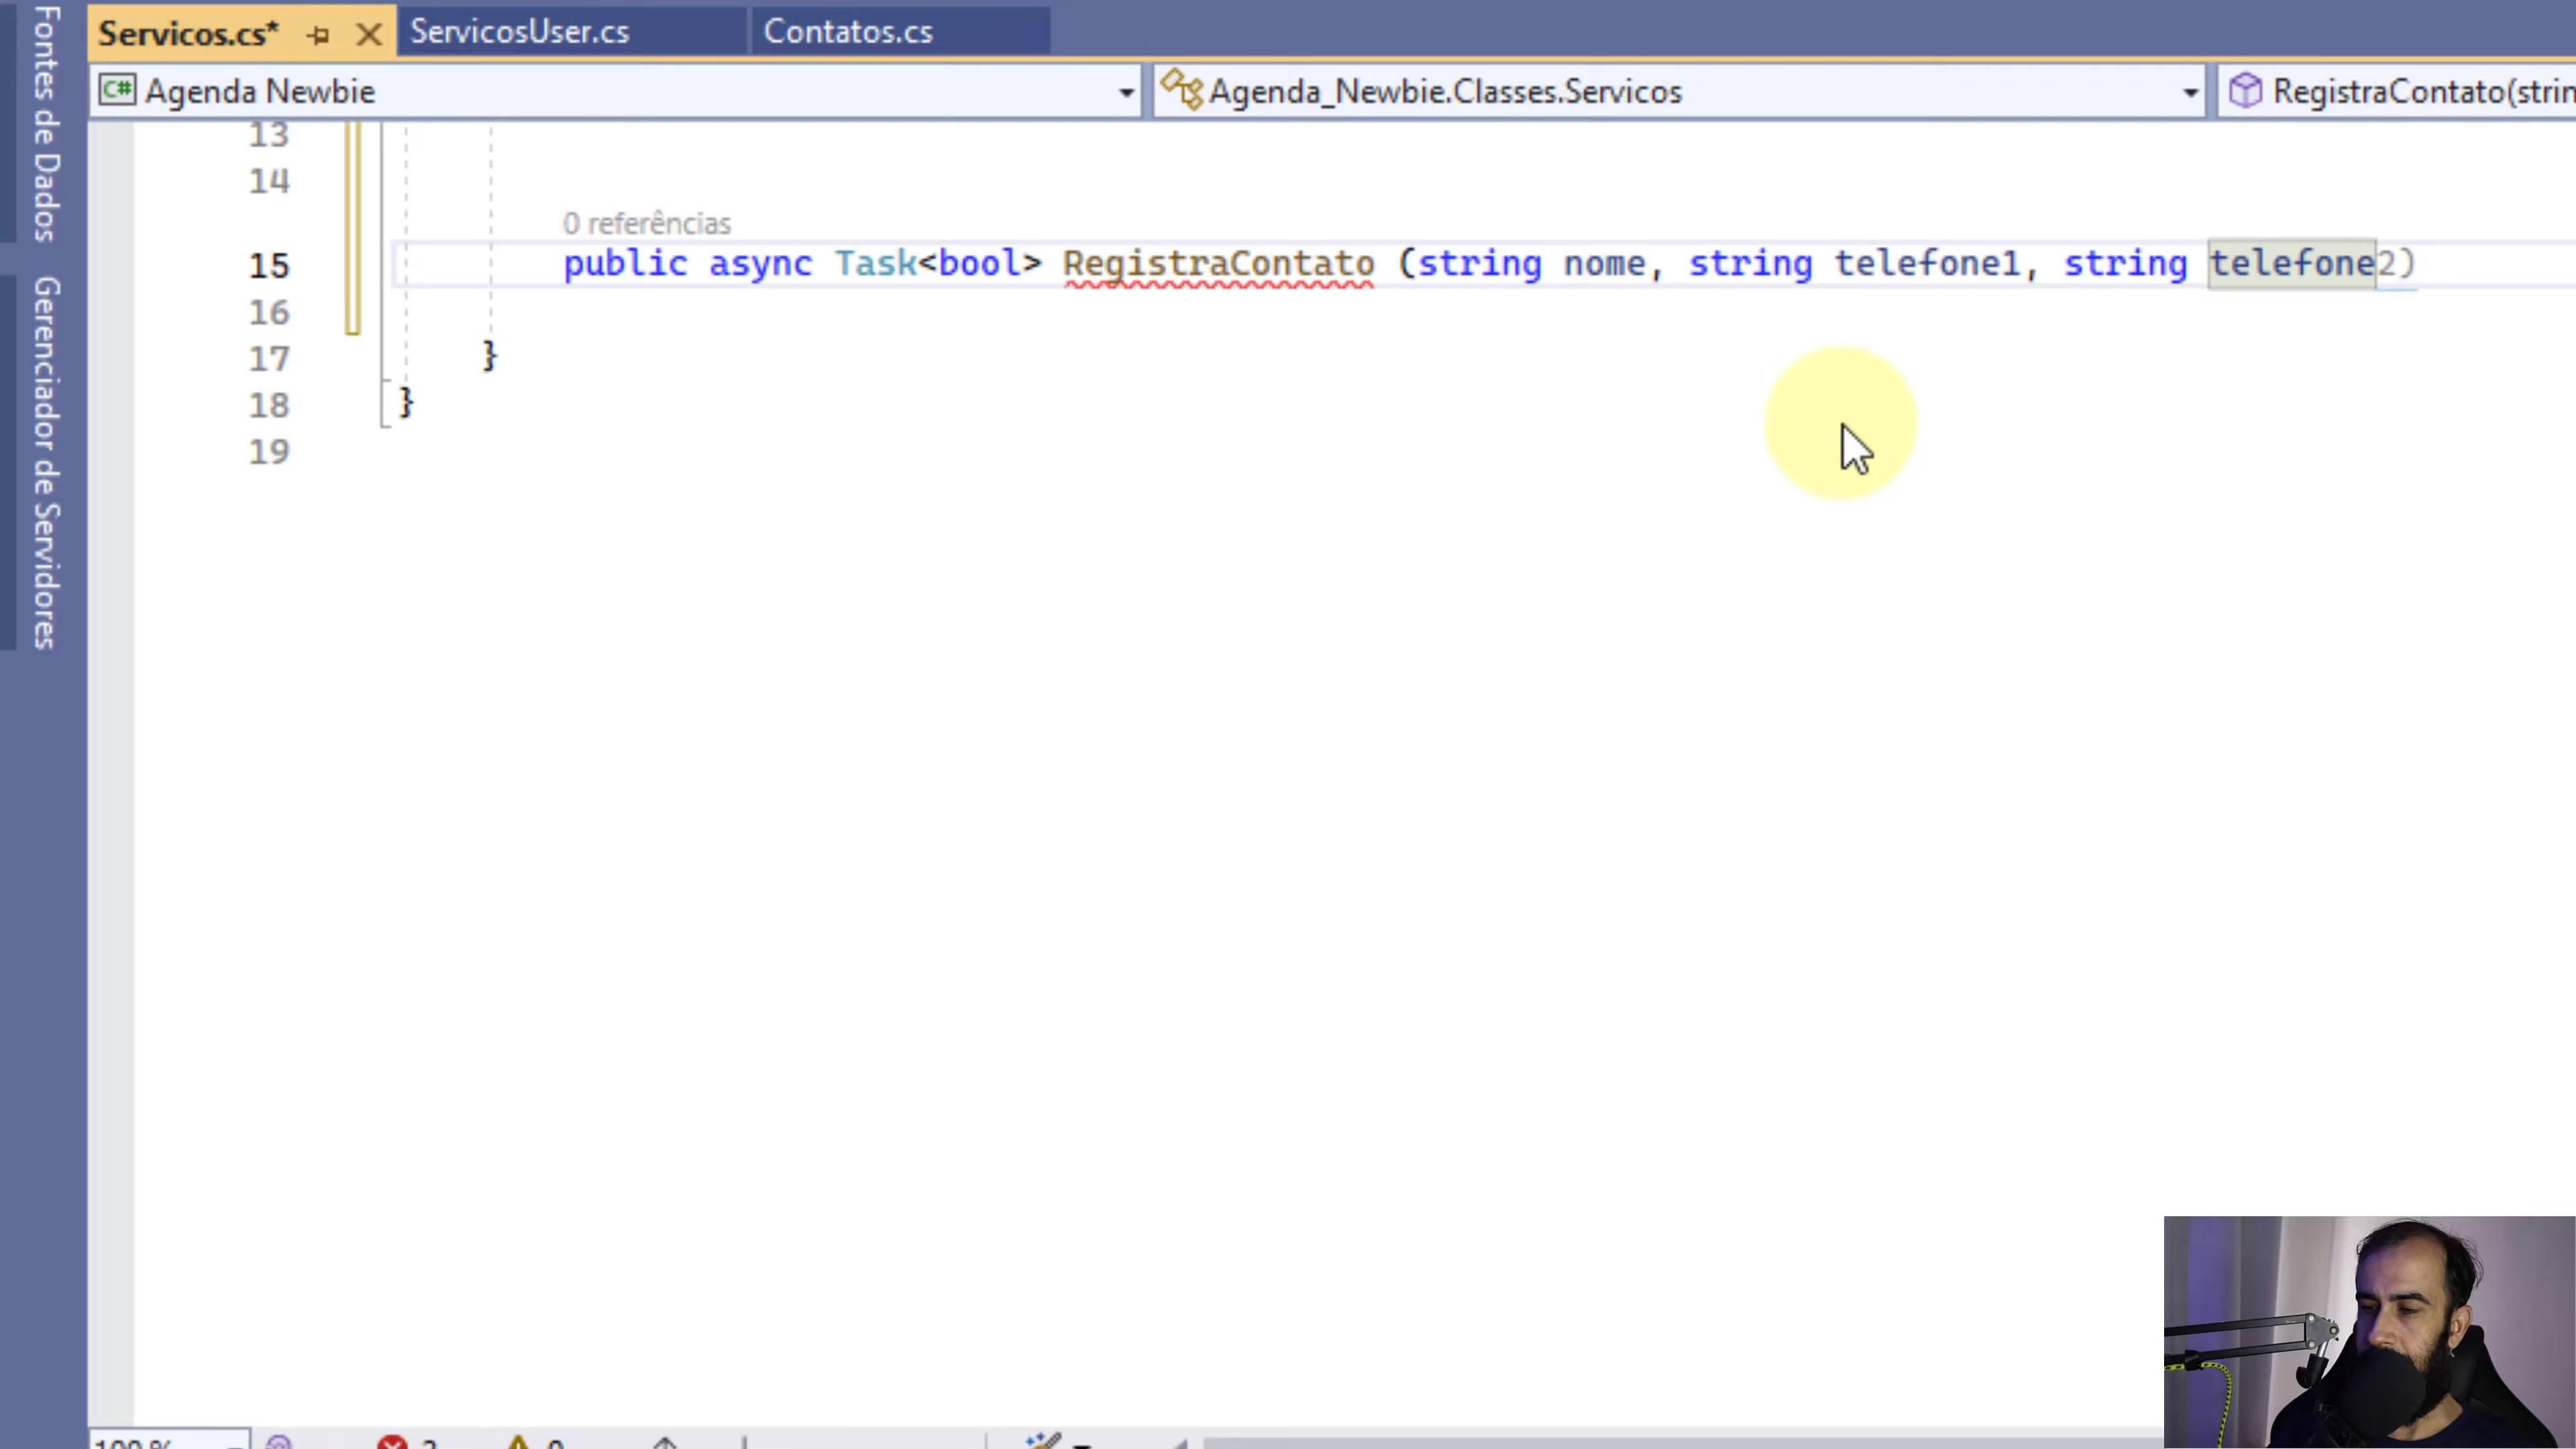 Servicos.cs*
ServicosUser.cs
Contatos.cs
Fontes de Dados
Gerenciador de Servidores
C# Agenda Newbie
Agenda_Newbie.Classes.Servicos
RegistraContato(strin
13
14
0 referências
15 public async Task<bool> RegistraContato (string nome, string telefone1, string telefone2)
16
17 }
18 }
19